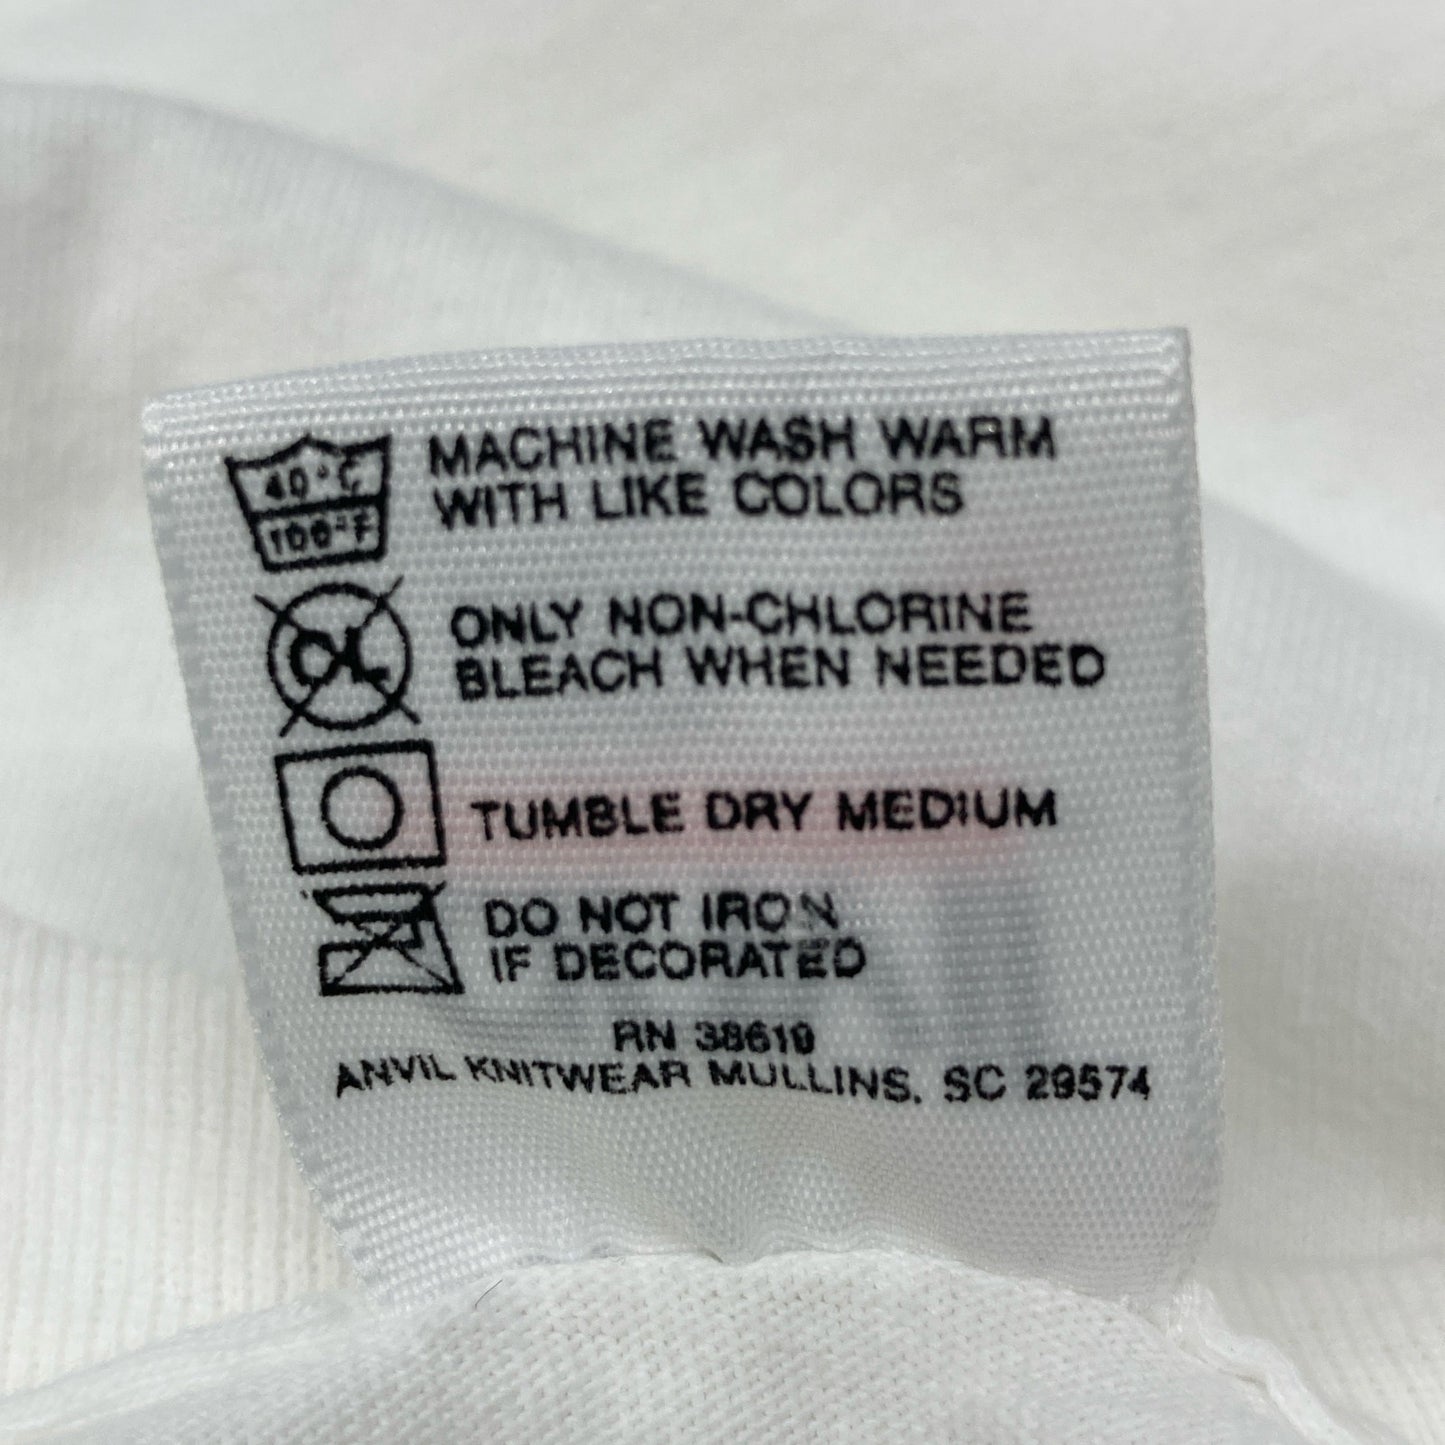 40°C
100°F
MACHINE WASH WARM
WITH LIKE COLORS
CL
ONLY NON-CHLORINE
BLEACH WHEN NEEDED
TUMBLE DRY MEDIUM
DO NOT IRON
IF DECORATED
RN 38619
ANVIL KNITWEAR MULLINS, SC 29574